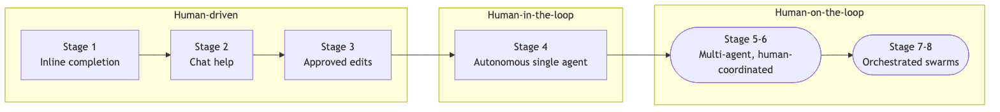 Human-driven
Stage 1
Inline completion
Stage 2
Chat help
Stage 3
Approved edits
Human-in-the-loop
Stage 4
Autonomous single agent
Human-on-the-loop
Stage 5-6
Multi-agent, human-
coordinated
Stage 7-8
Orchestrated swarms